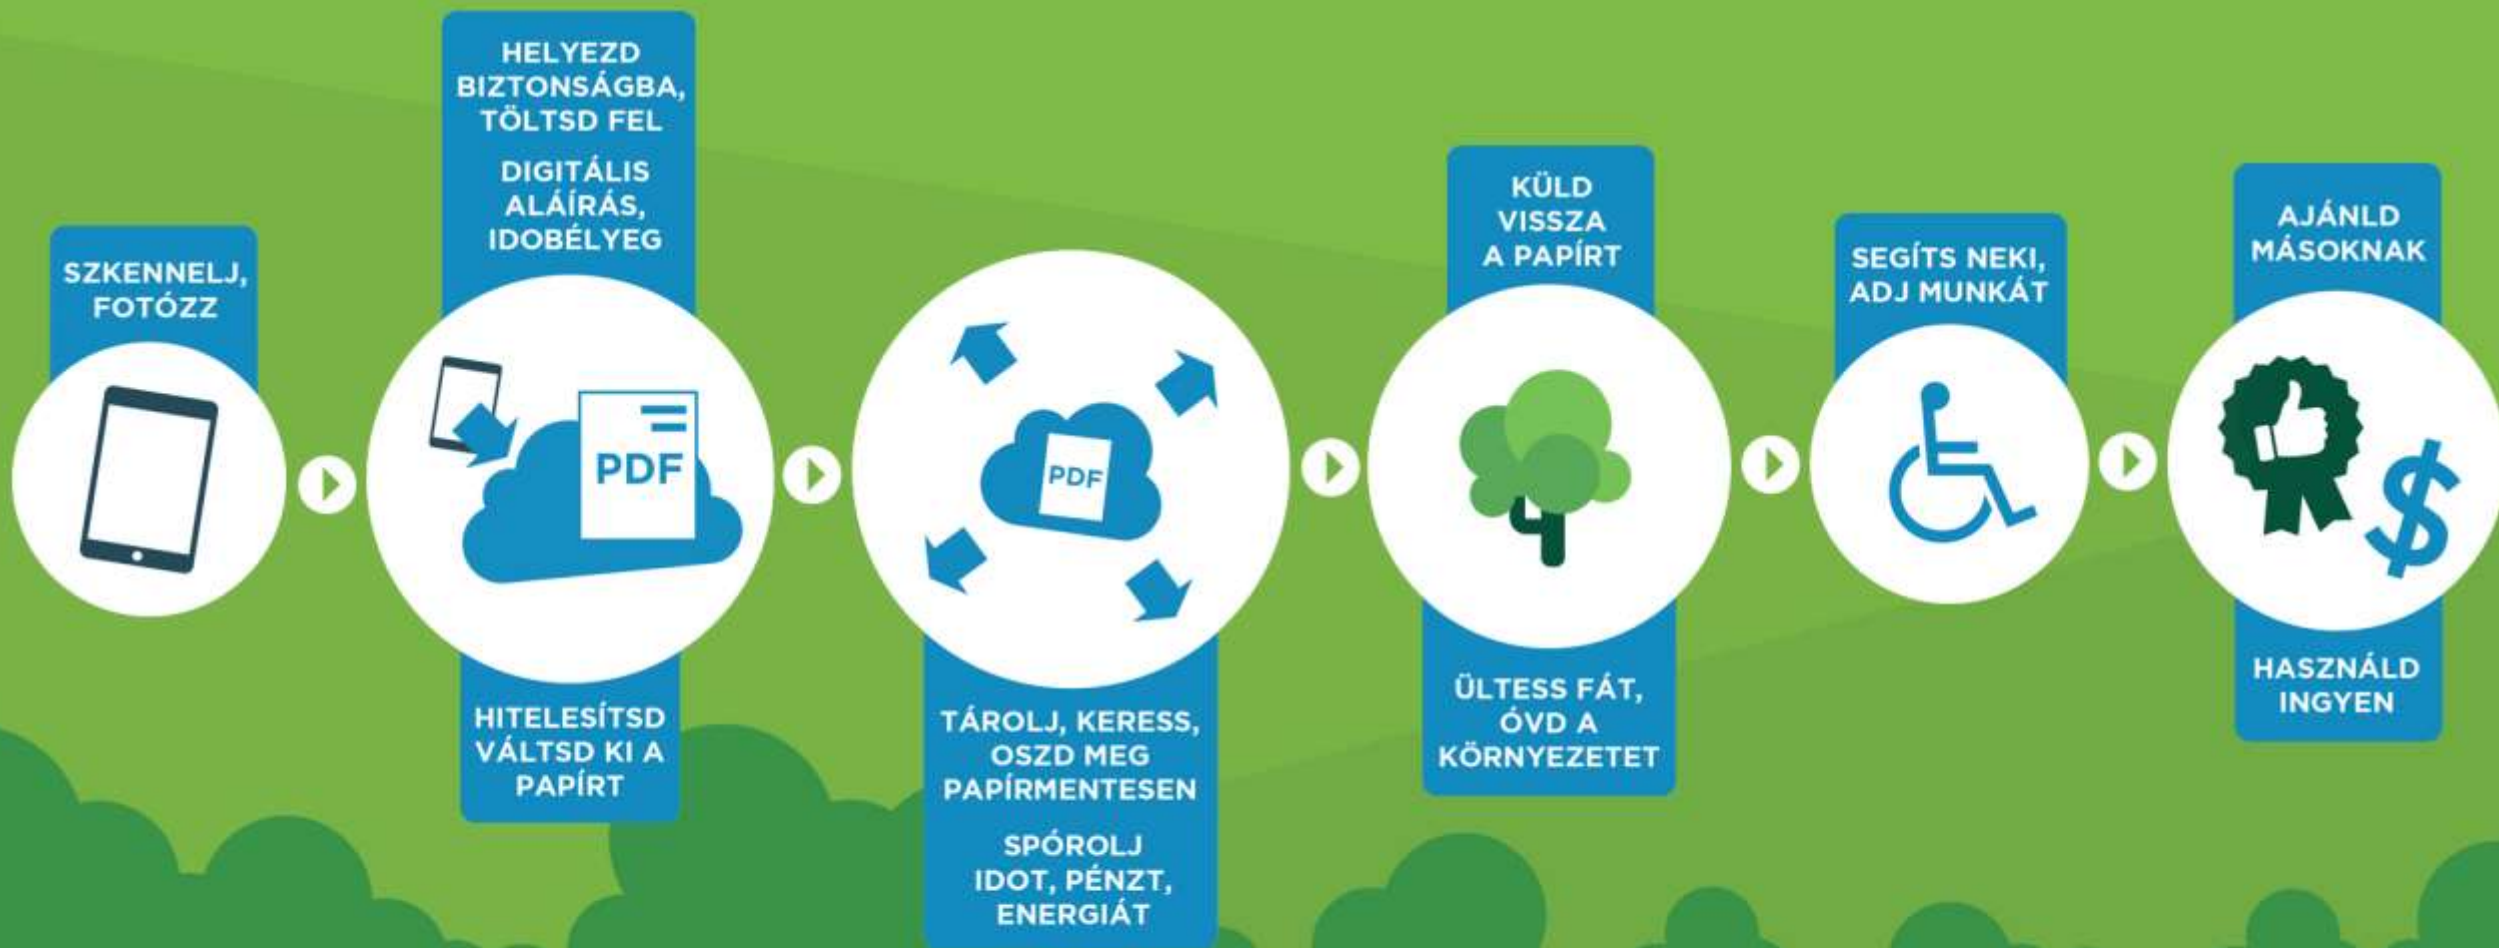 SZKENNELJ,
FOTÓZZ
HELYEZD
BIZTONSÁGBA,
TÖLTSD FEL
DIGITÁLIS
ALÁÍRÁS,
IDOBÉLYEG
PDF
HITELESÍTSD
VÁLTSD KI A
PAPÍRT
PDF
TÁROLJ, KERESS,
OSZD MEG
PAPÍRMENTESEN
SPÓROLJ
IDOT, PÉNZT,
ENERGIÁT
KÜLD
VISSZA
A PAPÍRT
ÜLTESS FÁT,
ÓVD A
KÖRNYEZETET
SEGÍTS NEKI,
ADJ MUNKÁT
AJÁNLD
MÁSOKNAK
$
HASZNÁLD
INGYEN